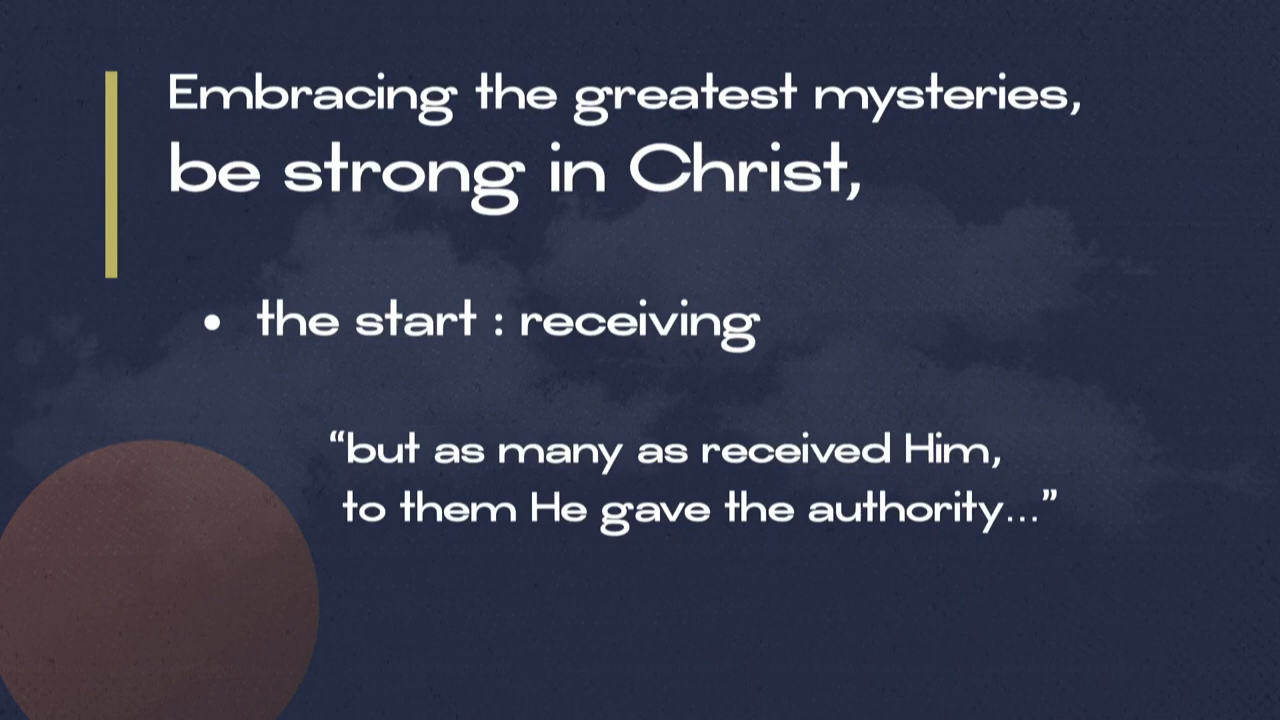 Embracing the greatest mysteries,
be strong in Christ,
• the start : receiving
“but as many as received Him,
to them He gave the authority...”